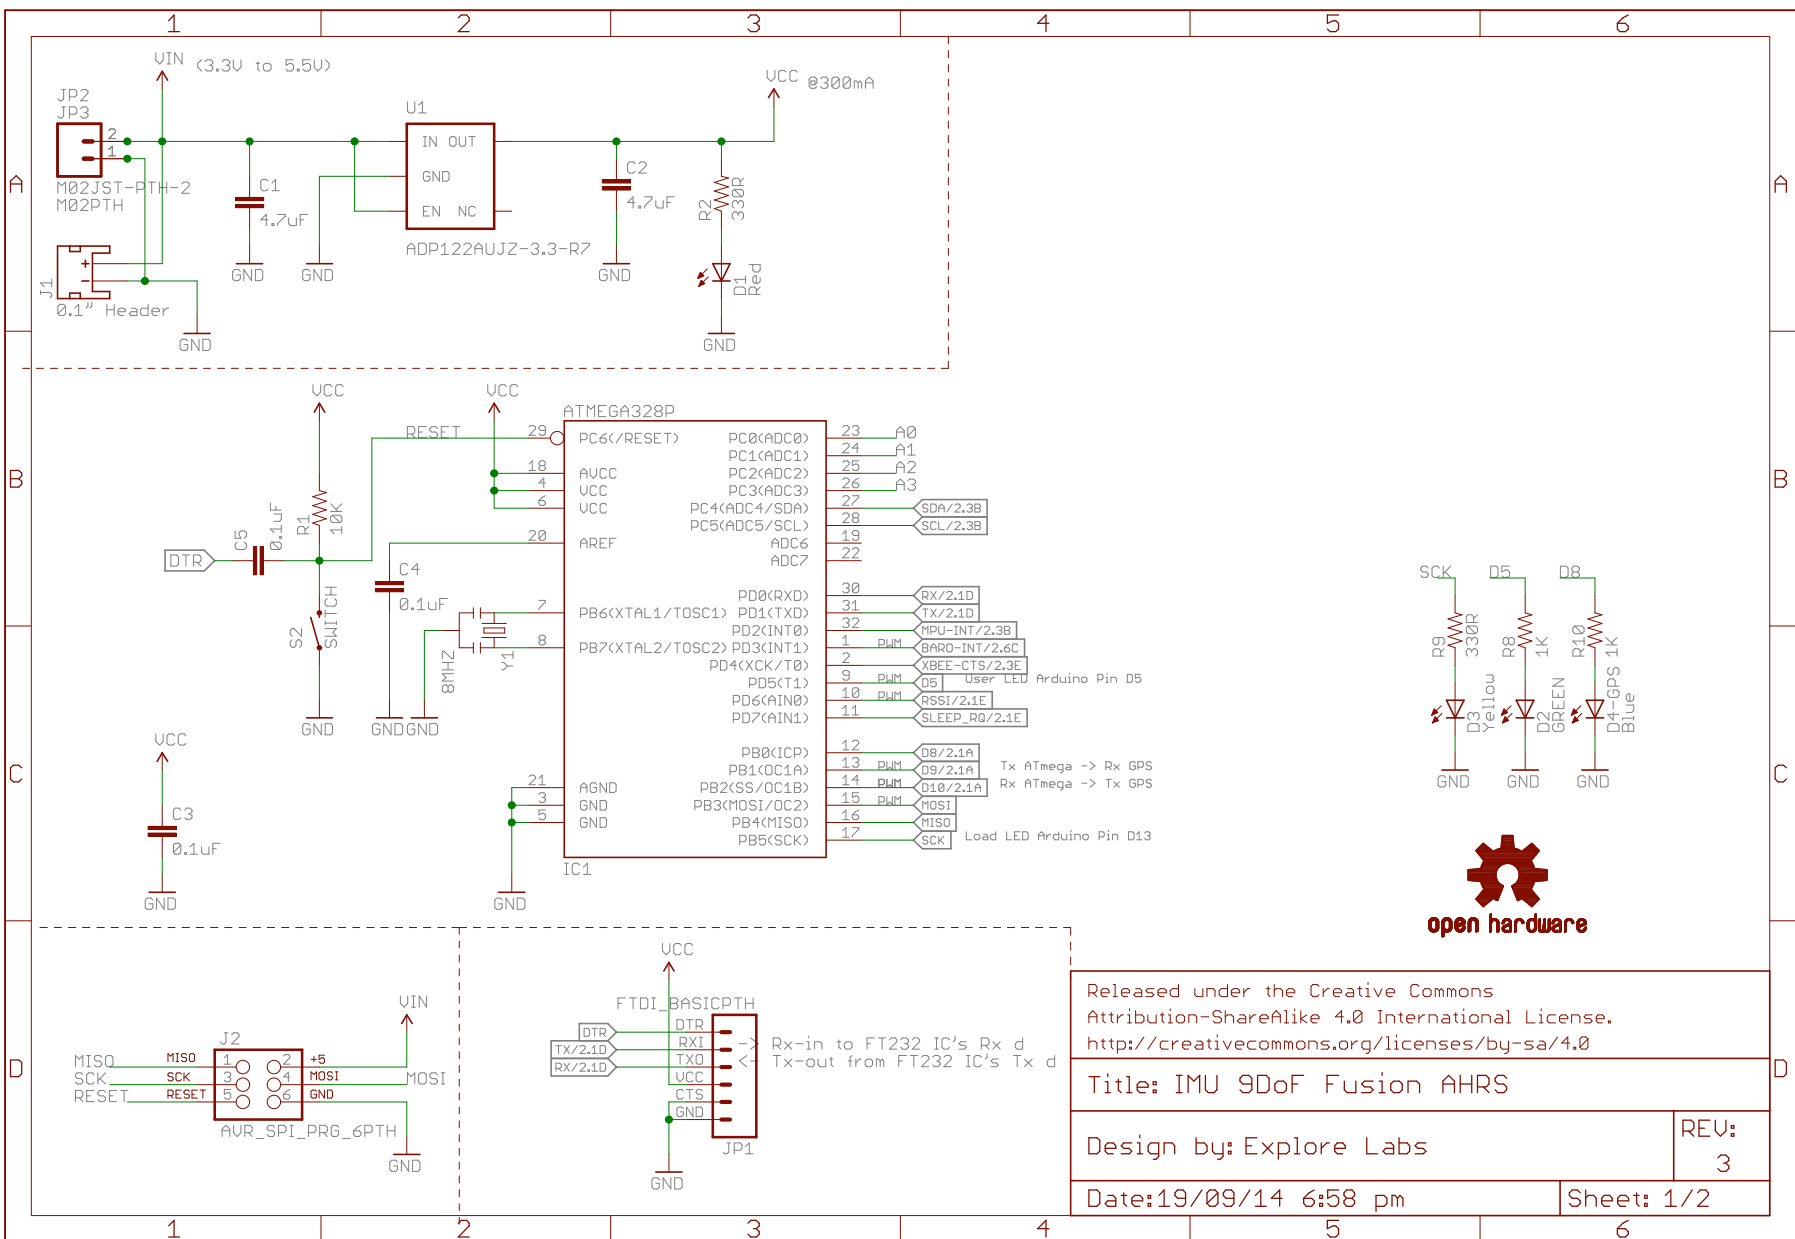 1 2 3 4 5 6
A
B
C
D
VIN (3.3V to 5.5V)
VCC @300mA
JP2
JP3
2
1
M02JST-PTH-2
M02PTH
J1
+
-
0.1" Header
GND
C1
4.7uF
GND
GND
U1
IN OUT
GND
EN NC
ADP122AUJZ-3.3-R7
C2
4.7uF
GND
R2
330R
D1
Red
GND
A
VCC
VCC
RESET
C5
0.1uF
R1
10K
DTR
S2
SWITCH
GND
C4
0.1uF
GND
GND
8MHZ
Y1
VCC
C3
0.1uF
GND
GND
ATMEGA328P
29 PC6(/RESET)
18 AVCC
4 VCC
6 VCC
20 AREF
7 PB6(XTAL1/TOSC1)
8 PB7(XTAL2/TOSC2)
21 AGND
3 GND
5 GND
IC1
PC0(ADC0) 23 A0
PC1(ADC1) 24 A1
PC2(ADC2) 25 A2
PC3(ADC3) 26 A3
PC4(ADC4/SDA) 27 SDA/2.3B
PC5(ADC5/SCL) 28 SCL/2.3B
ADC6 19
ADC7 22
PD0(RXD) 30 RX/2.1D
PD1(TXD) 31 TX/2.1D
PD2(INT0) 32 MPU-INT/2.3B
PD3(INT1) 1 PWM BARO-INT/2.6C
PD4(XCK/T0) 2 XBEE-CTS/2.3E
PD5(T1) 9 PWM D5 User LED Arduino Pin D5
PD6(AIN0) 10 PWM RSSI/2.1E
PD7(AIN1) 11 SLEEP_RQ/2.1E
PB0(ICP) 12 D8/2.1A
PB1(OC1A) 13 PWM D9/2.1A Tx ATmega -> Rx GPS
PB2(SS/OC1B) 14 PWM D10/2.1A Rx ATmega -> Tx GPS
PB3(MOSI/OC2) 15 PWM MOSI
PB4(MISO) 16 MISO
PB5(SCK) 17 SCK Load LED Arduino Pin D13
SCK D5 D8
R9
330R
R8
1K
R10
1K
D3
Yellow
D2
GREEN
D4-GPS
Blue
GND GND GND
B
C
D
open hardware
VIN
J2
MISO MISO 1 2 +5
SCK SCK 3 4 MOSI MOSI
RESET RESET 5 6 GND
AVR_SPI_PRG_6PTH
GND
VCC
FTDI_BASICPTH
DTR DTR
TX/2.1D RXI -> Rx-in to FT232 IC's Rx d
RX/2.1D TXO <- Tx-out from FT232 IC's Tx d
VCC
CTS
GND
JP1
GND
Released under the Creative Commons
Attribution-ShareAlike 4.0 International License.
http://creativecommons.org/licenses/by-sa/4.0
Title: IMU 9DoF Fusion AHRS
Design by: Explore Labs
REV:
3
Date:19/09/14 6:58 pm
Sheet: 1/2
1 2 3 4 5 6